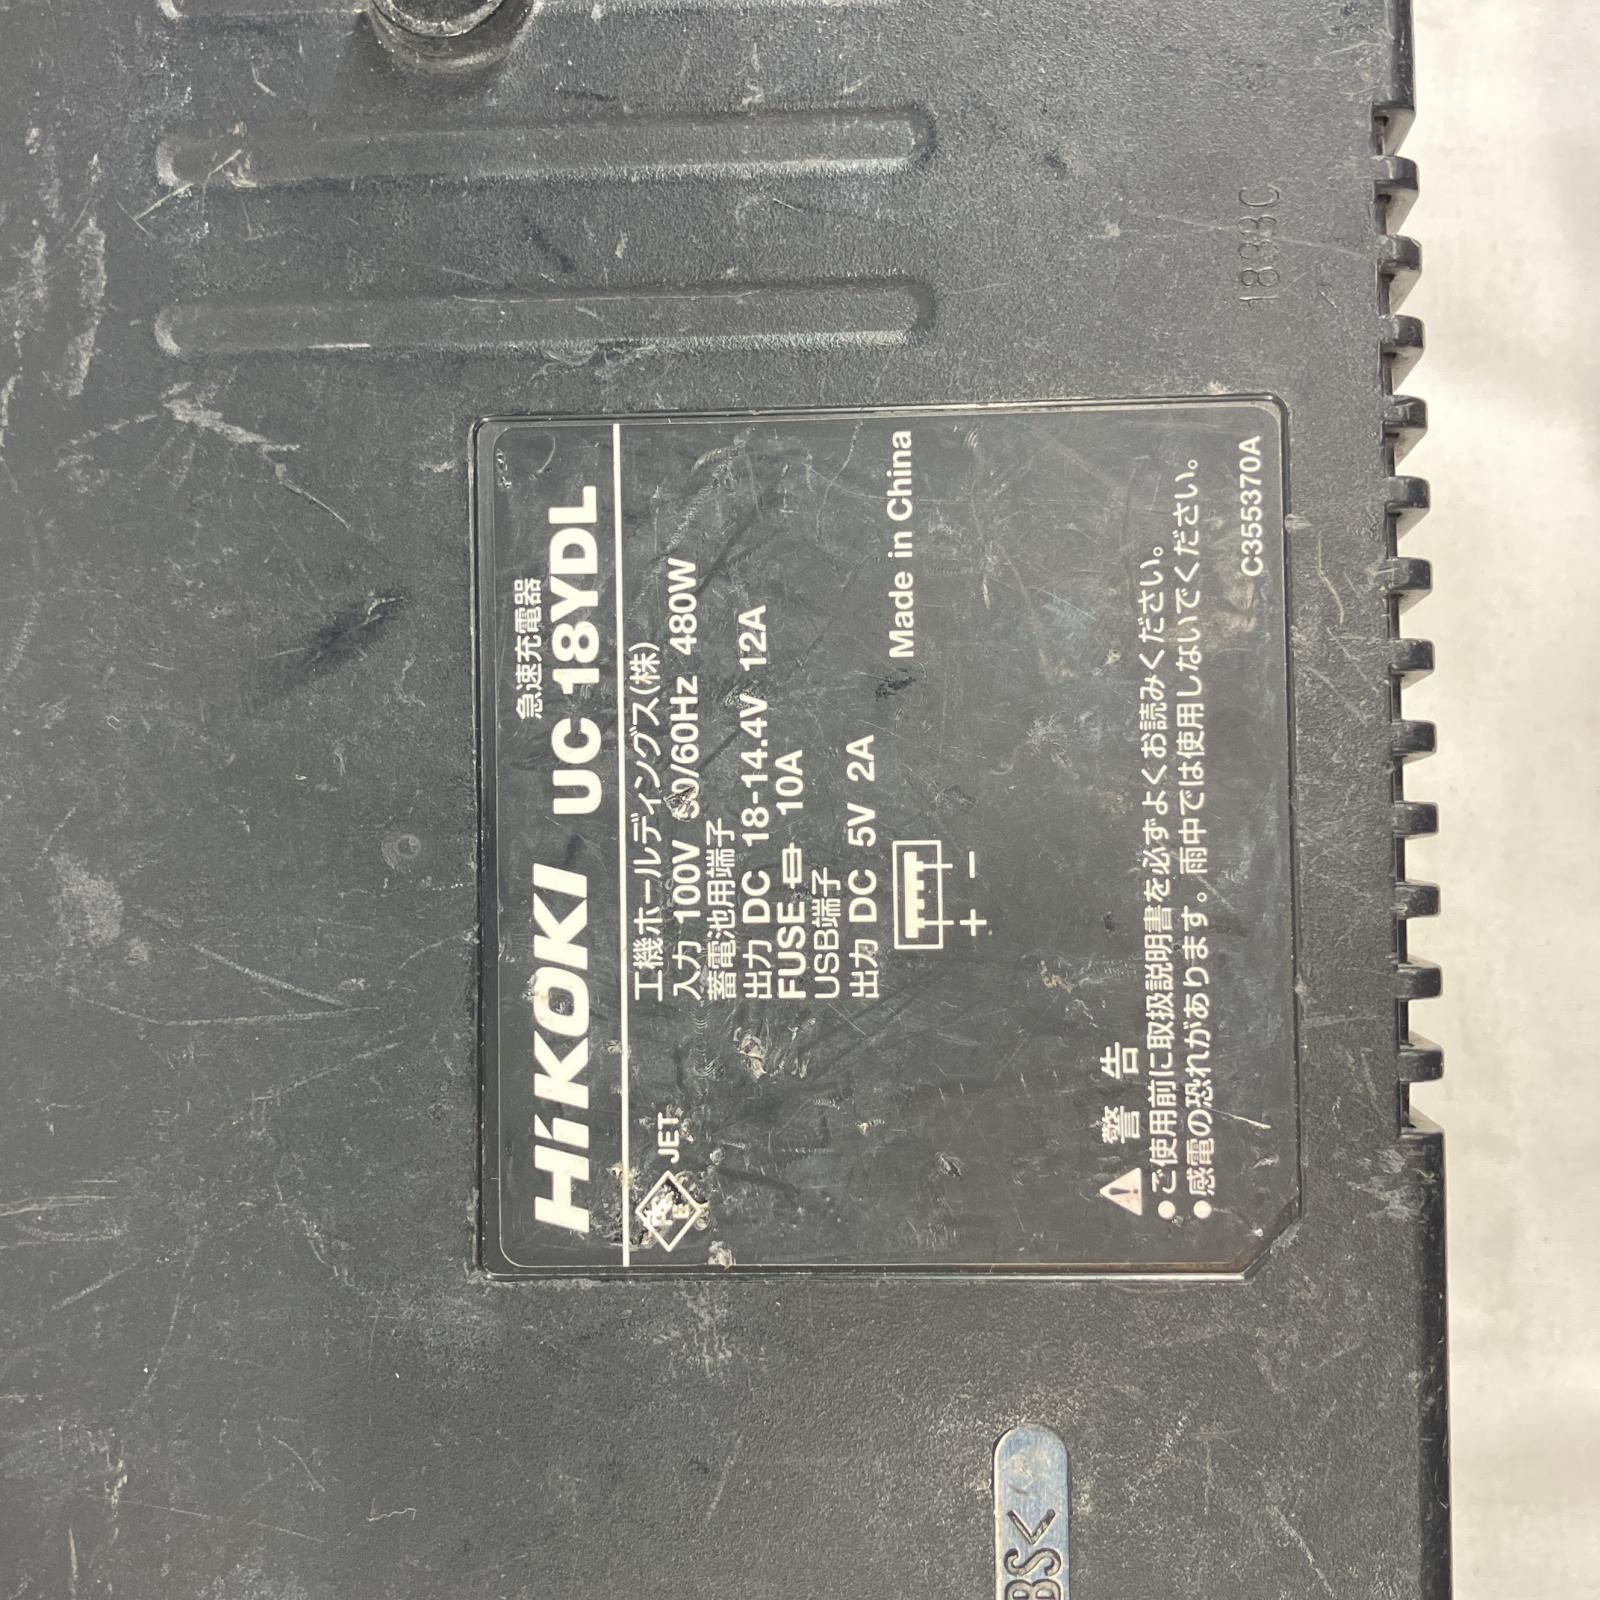 急速充電器
HiKOKI UC 18YDL
PS E JET
工機ホールディングス(株)
入力 100V 50/60Hz 480W
蓄電池用端子
出力 DC 18-14.4V 12A
FUSE 10A
USB端子
出力 DC 5V 2A
Made in China
+ −
警告
●ご使用前に取扱説明書を必ずよくお読みください。
●感電の恐れがあります。雨中では使用しないでください。
C355370A
BS<